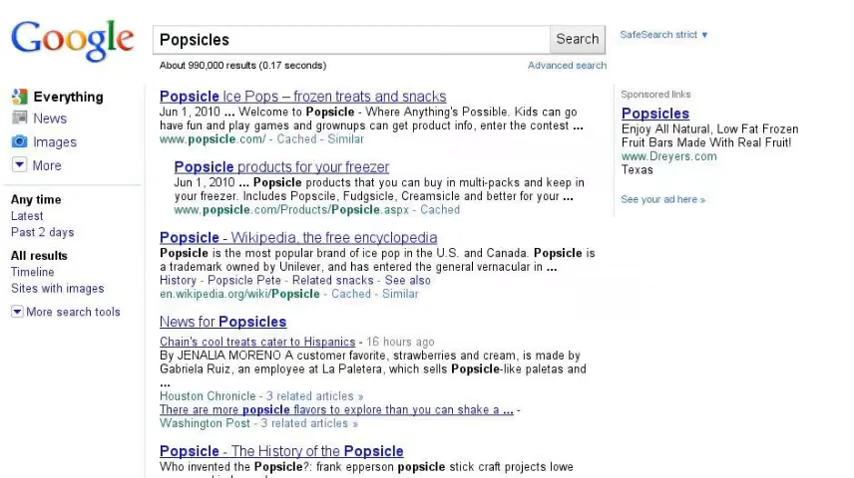 Google
Popsicles
Search
SafeSearch strict ▼
About 990,000 results (0.17 seconds)
Advanced search
Everything
News
Images
More
Any time
Latest
Past 2 days
All results
Timeline
Sites with images
More search tools
Popsicle Ice Pops – frozen treats and snacks
Jun 1, 2010 ... Welcome to Popsicle - Where Anything's Possible. Kids can go
have fun and play games and grownups can get product info, enter the contest ...
www.popsicle.com/ - Cached - Similar
Popsicle products for your freezer
Jun 1, 2010 ... Popsicle products that you can buy in multi-packs and keep in
your freezer. Includes Popscile, Fudgsicle, Creamsicle and better for your ...
www.popsicle.com/Products/Popsicle.aspx - Cached
Popsicle - Wikipedia, the free encyclopedia
Popsicle is the most popular brand of ice pop in the U.S. and Canada. Popsicle is
a trademark owned by Unilever, and has entered the general vernacular in ...
History - Popsicle Pete - Related snacks - See also
en.wikipedia.org/wiki/Popsicle - Cached - Similar
News for Popsicles
Chain's cool treats cater to Hispanics - 16 hours ago
By JENALIA MORENO A customer favorite, strawberries and cream, is made by
Gabriela Ruiz, an employee at La Paletera, which sells Popsicle-like paletas and
...
Houston Chronicle - 3 related articles »
There are more popsicle flavors to explore than you can shake a ... -
Washington Post - 3 related articles »
Popsicle - The History of the Popsicle
Who invented the Popsicle?: frank epperson popsicle stick craft projects lowe
Sponsored links
Popsicles
Enjoy All Natural, Low Fat Frozen
Fruit Bars Made With Real Fruit!
www.Dreyers.com
Texas
See your ad here »